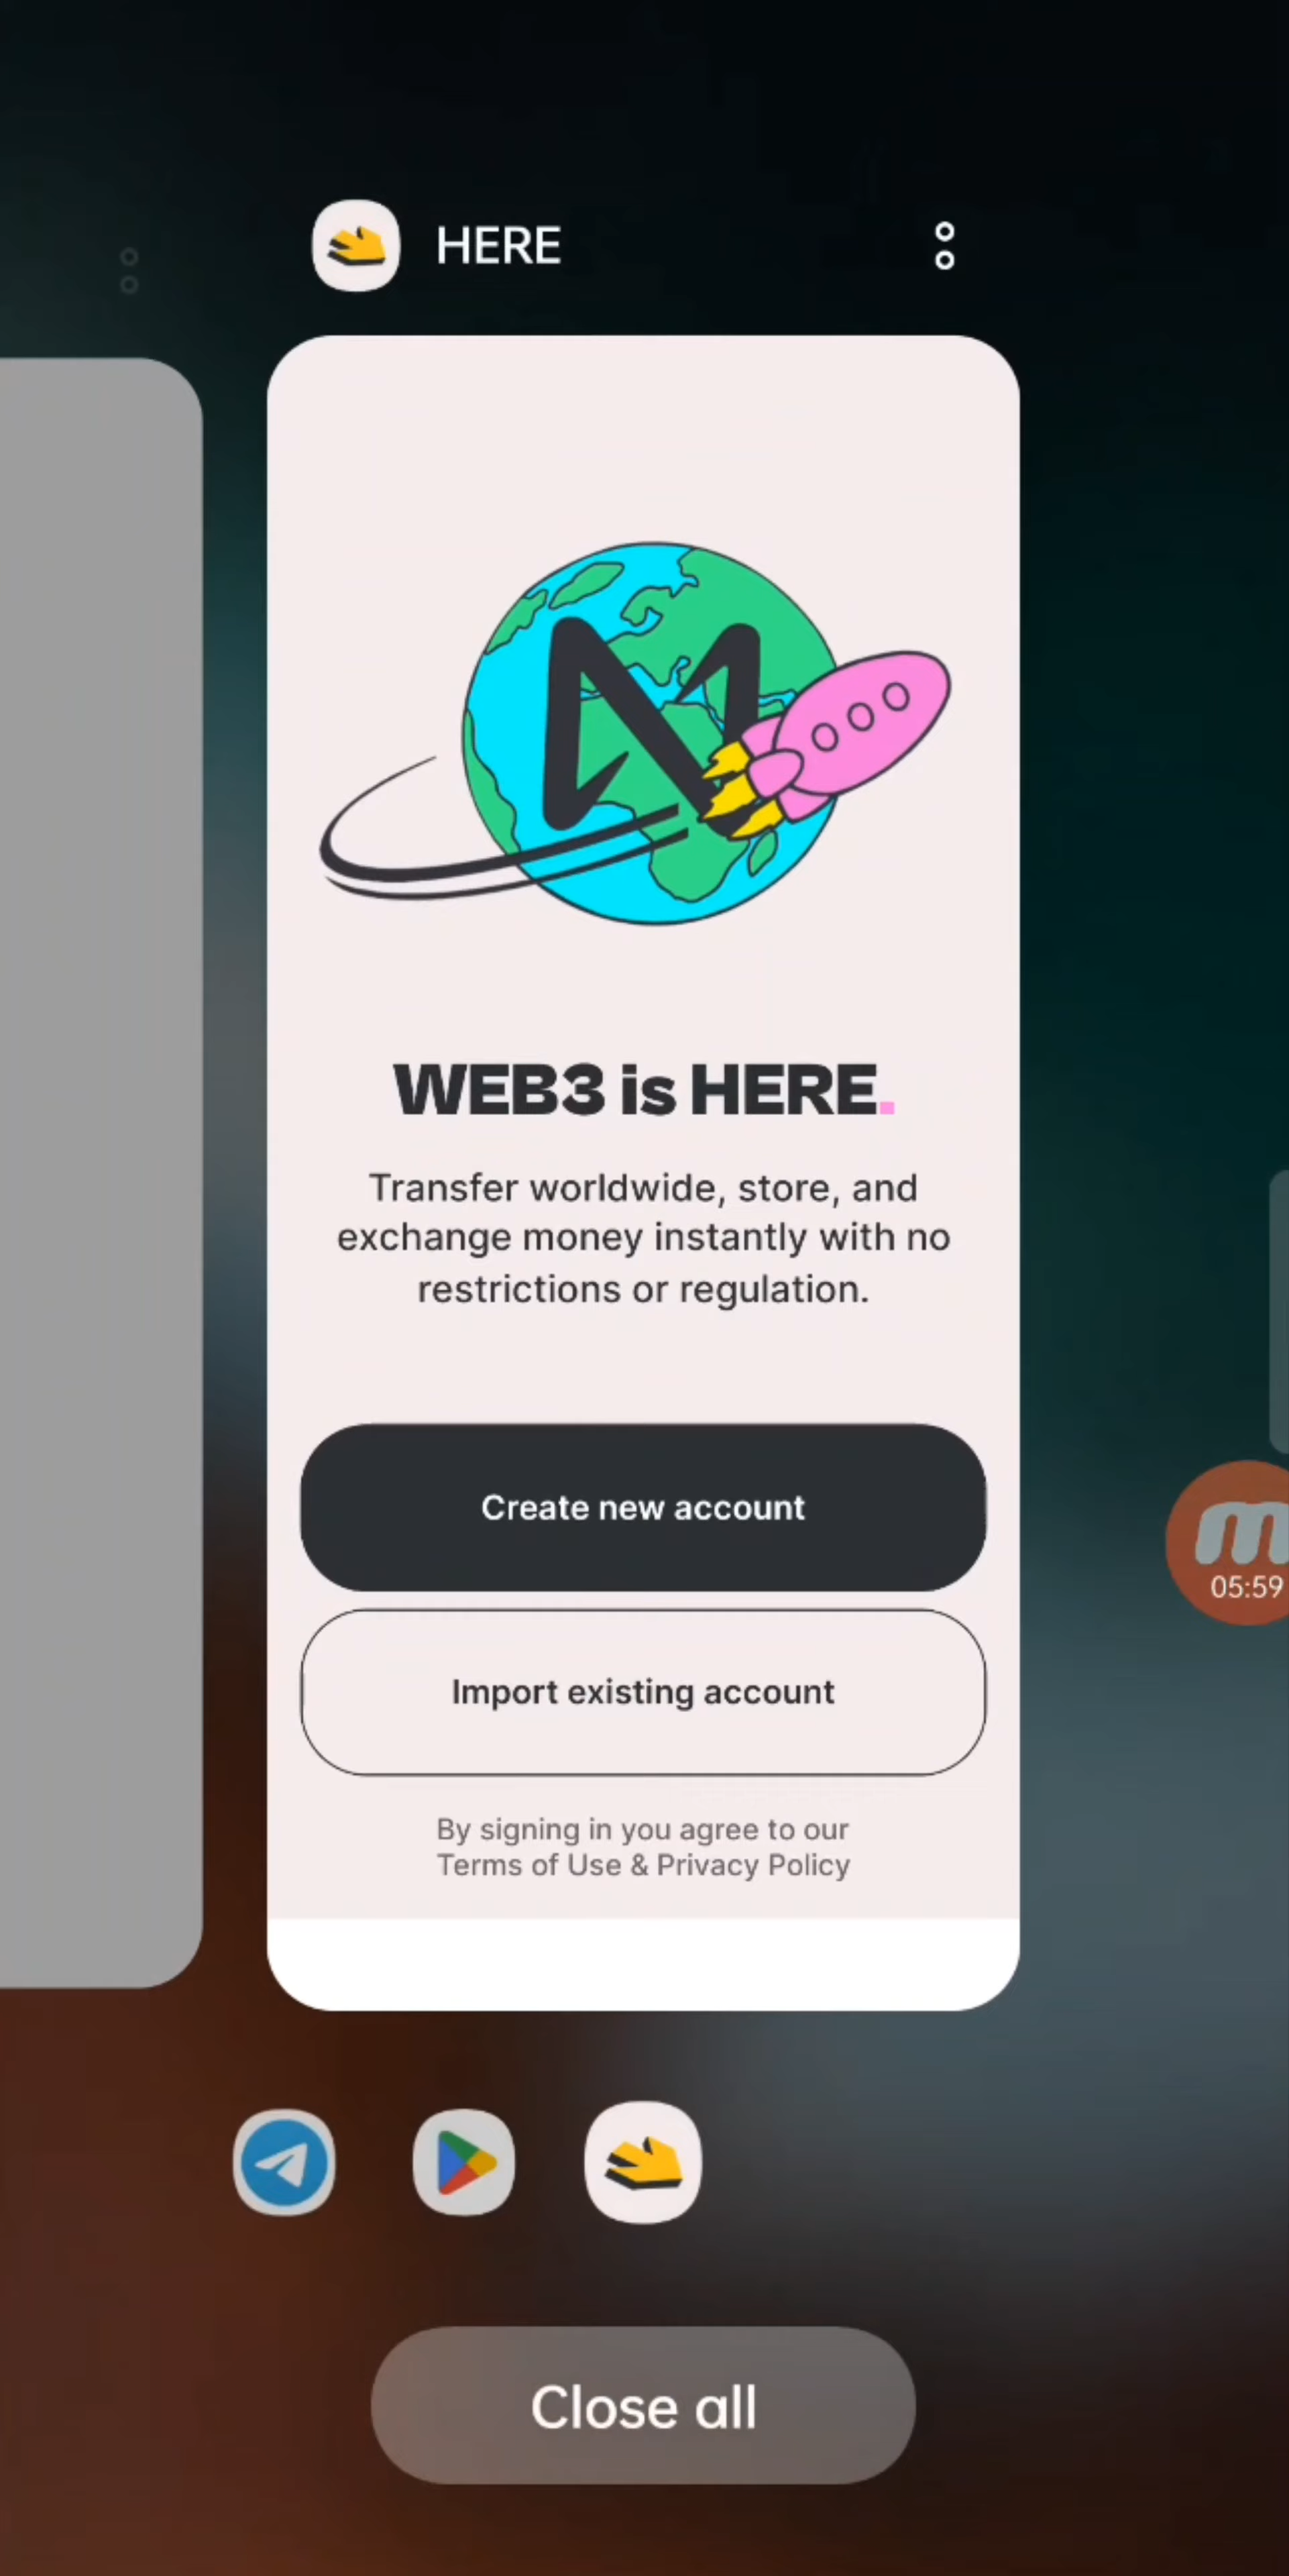 HERE
WEB3 is HERE.
Transfer worldwide, store, and
exchange money instantly with no
restrictions or regulation.
Create new account
Import existing account
By signing in you agree to our
Terms of Use & Privacy Policy
05:59
Close all